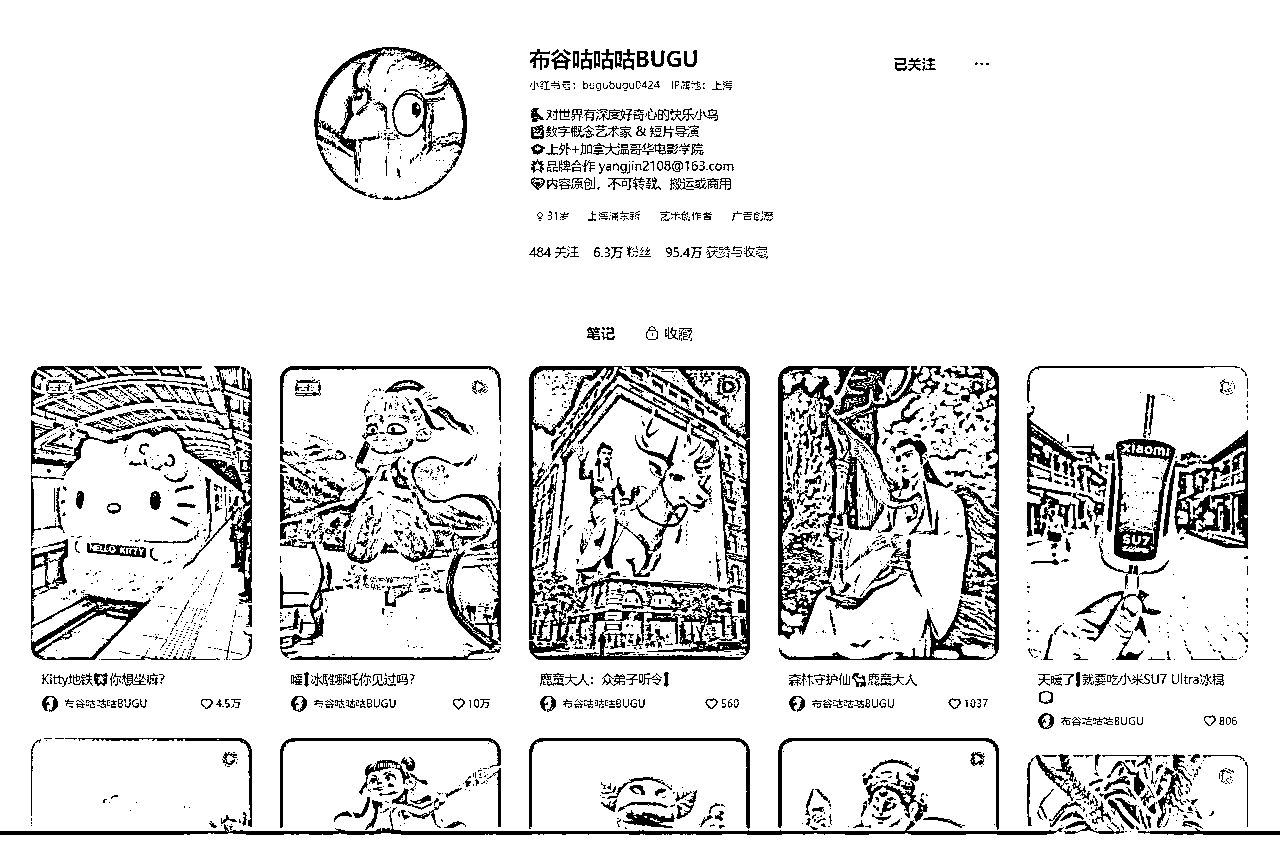 布谷咕咕咕BUGU
已关注
小红书号：bugubugu0424 IP属地：上海
对世界有深度好奇心的快乐小鸟
数字概念艺术家 & 短片导演
上外+加拿大温哥华电影学院
品牌合作 yangjin2108@163.com
内容原创，不可转载、搬运或商用
♀ 31岁 上海浦东新 艺术创作者 广告创意
484 关注 6.3万 粉丝 95.4万 获赞与收藏
笔记 收藏
HELLO KITTY
xiaomi
SU7
Kitty地铁 你想坐嘛？
布谷咕咕咕BUGU 4.5万
冰雕哪吒你见过吗？
布谷咕咕咕BUGU 10万
鹿童大人：众弟子听令
布谷咕咕咕BUGU 560
森林守护仙 鹿童大人
布谷咕咕咕BUGU 1037
天暖了 就要吃小米SU7 Ultra冰棍
布谷咕咕咕BUGU 806